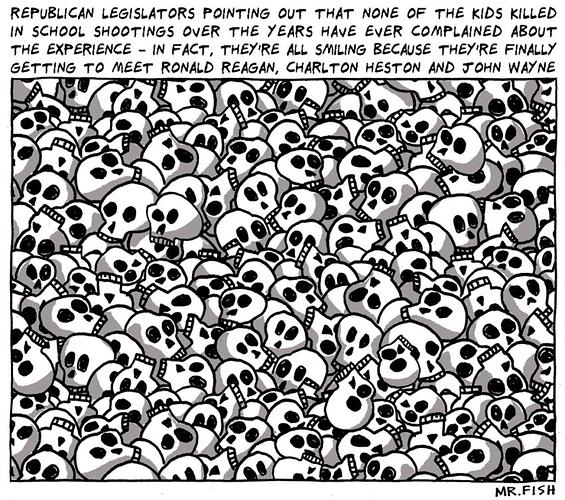 REPUBLICAN LEGISLATORS POINTING OUT THAT NONE OF THE KIDS KILLED
IN SCHOOL SHOOTINGS OVER THE YEARS HAVE EVER COMPLAINED ABOUT
THE EXPERIENCE – IN FACT, THEY'RE ALL SMILING BECAUSE THEY'RE FINALLY
GETTING TO MEET RONALD REAGAN, CHARLTON HESTON AND JOHN WAYNE
MR. FISH